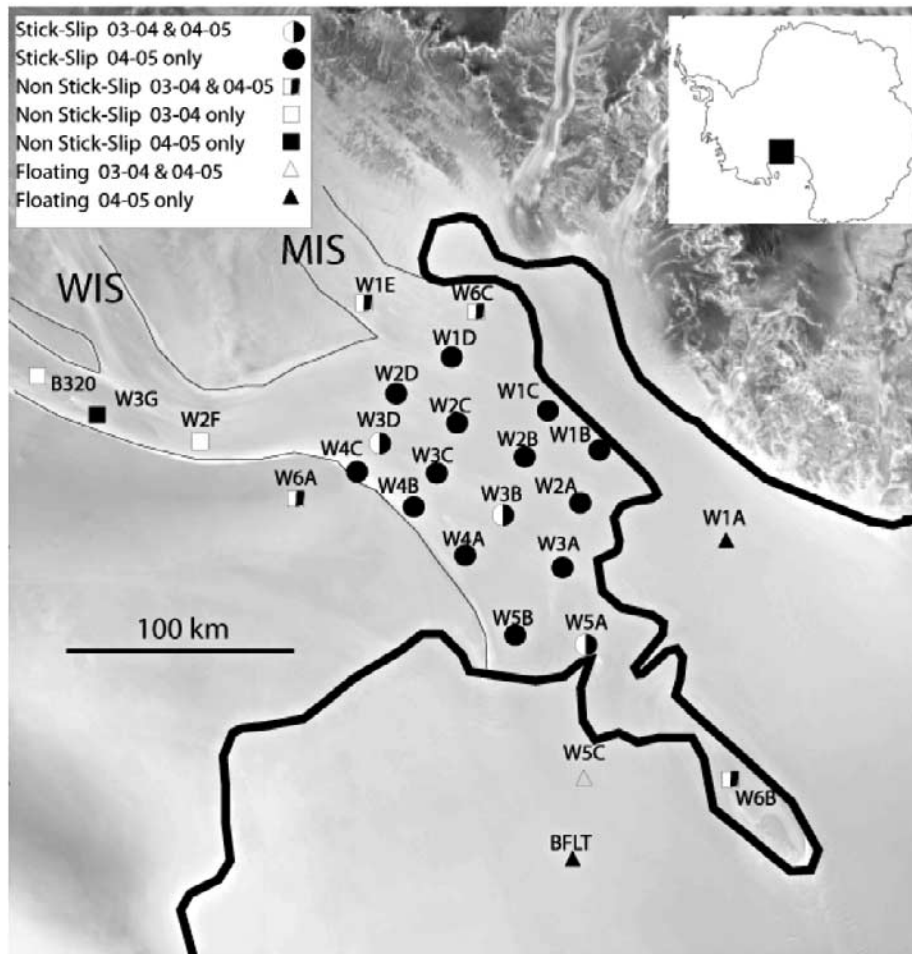 Stick-Slip 03-04 & 04-05
Stick-Slip 04-05 only
Non Stick-Slip 03-04 & 04-05
Non Stick-Slip 03-04 only
Non Stick-Slip 04-05 only
Floating 03-04 & 04-05
Floating 04-05 only
MIS
WIS
W1E
W6C
W1D
B320
W3G
W2D
W2F
W3D
W2C
W1C
W1B
W4C
W3C
W2B
W6A
W4B
W3B
W2A
W1A
W4A
W3A
100 km
W5B
W5A
W5C
W6B
BFLT